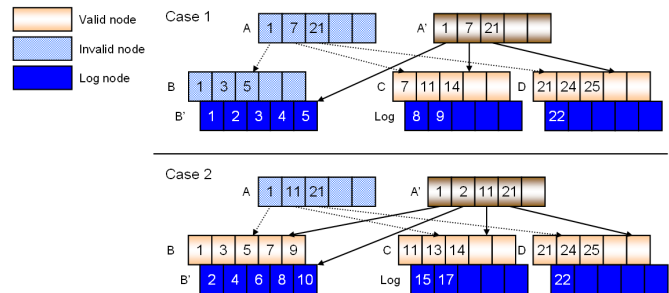 Valid node
Invalid node
Log node
Case 1
A 1 7 21
A' 1 7 21
B 1 3 5
C 7 11 14
D 21 24 25
B' 1 2 3 4 5
Log 8 9
22
Case 2
A 1 11 21
A' 1 2 11 21
B 1 3 5 7 9
C 11 13 14
D 21 24 25
B' 2 4 6 8 10
Log 15 17
22